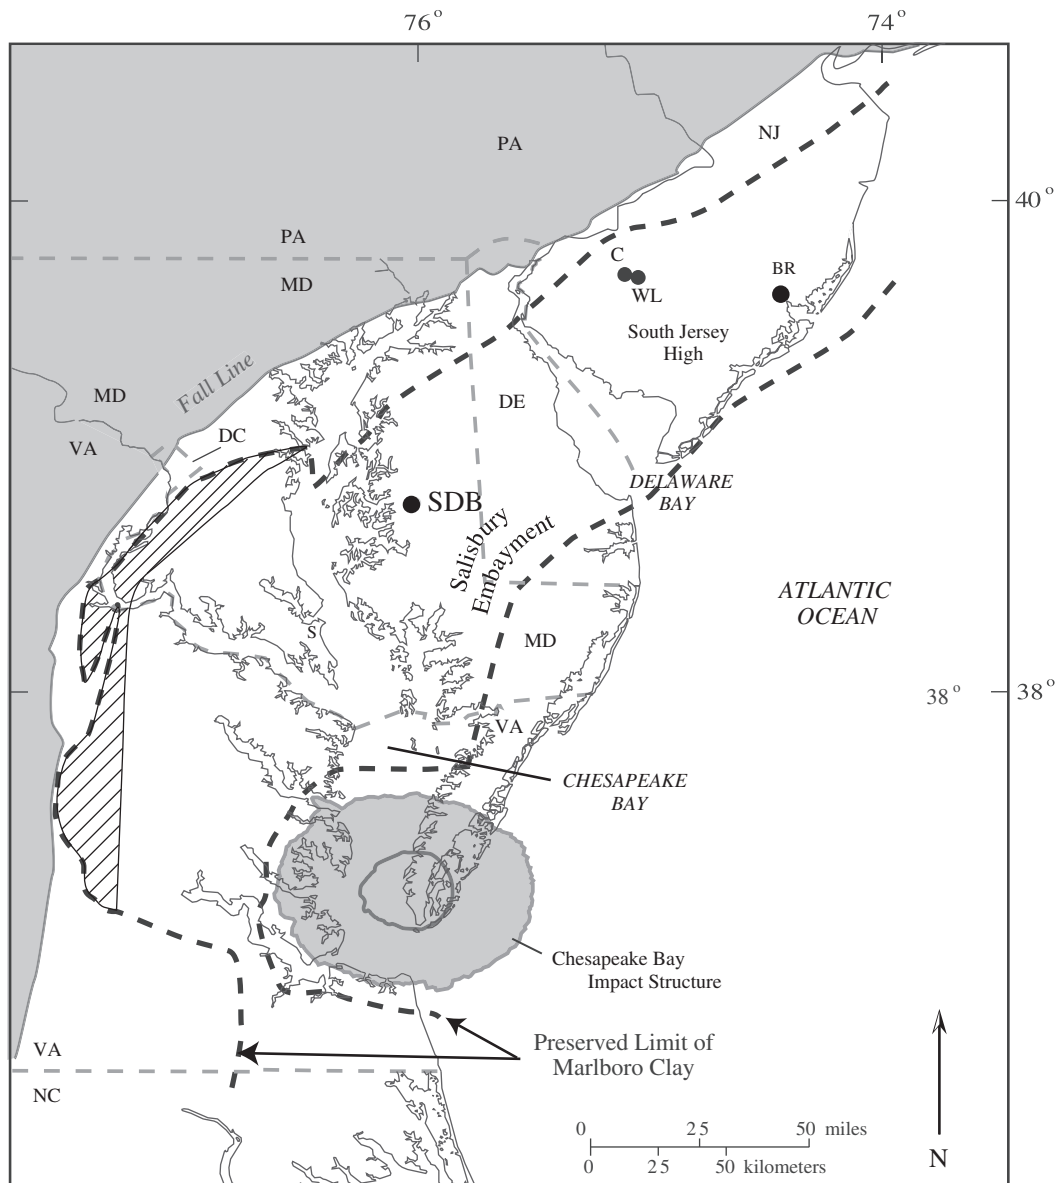 76°
74°
PA
NJ
40°
PA
MD
C
WL
BR
South Jersey
High
Fall Line
MD
VA
DC
DE
SDB
DELAWARE
BAY
Salisbury
Embayment
ATLANTIC
OCEAN
S
MD
38°
38°
VA
CHESAPEAKE
BAY
Chesapeake Bay
Impact Structure
Preserved Limit of
Marlboro Clay
VA
NC
0 25 50 miles
0 25 50 kilometers
N